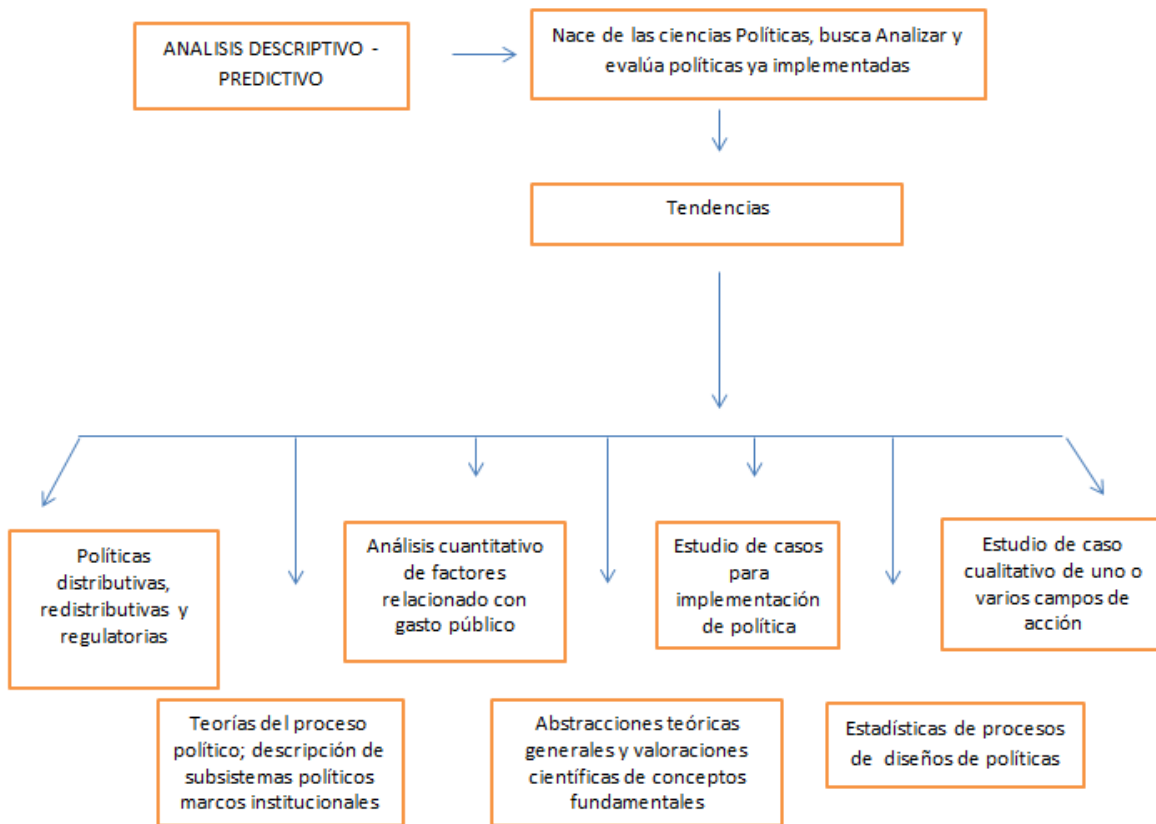 ANALISIS DESCRIPTIVO -
PREDICTIVO
Nace de las ciencias Políticas, busca Analizar y
evalúa políticas ya implementadas
Tendencias
Políticas
distributivas,
redistributivas y
regulatorias
Teorías del proceso
político; descripción de
subsistemas políticos
marcos institucionales
Análisis cuantitativo
de factores
relacionado con
gasto público
Abstracciones teóricas
generales y valoraciones
científicas de conceptos
fundamentales
Estudio de casos
para
implementación
de política
Estadísticas de procesos
de diseños de políticas
Estudio de caso
cualitativo de uno o
varios campos de
acción